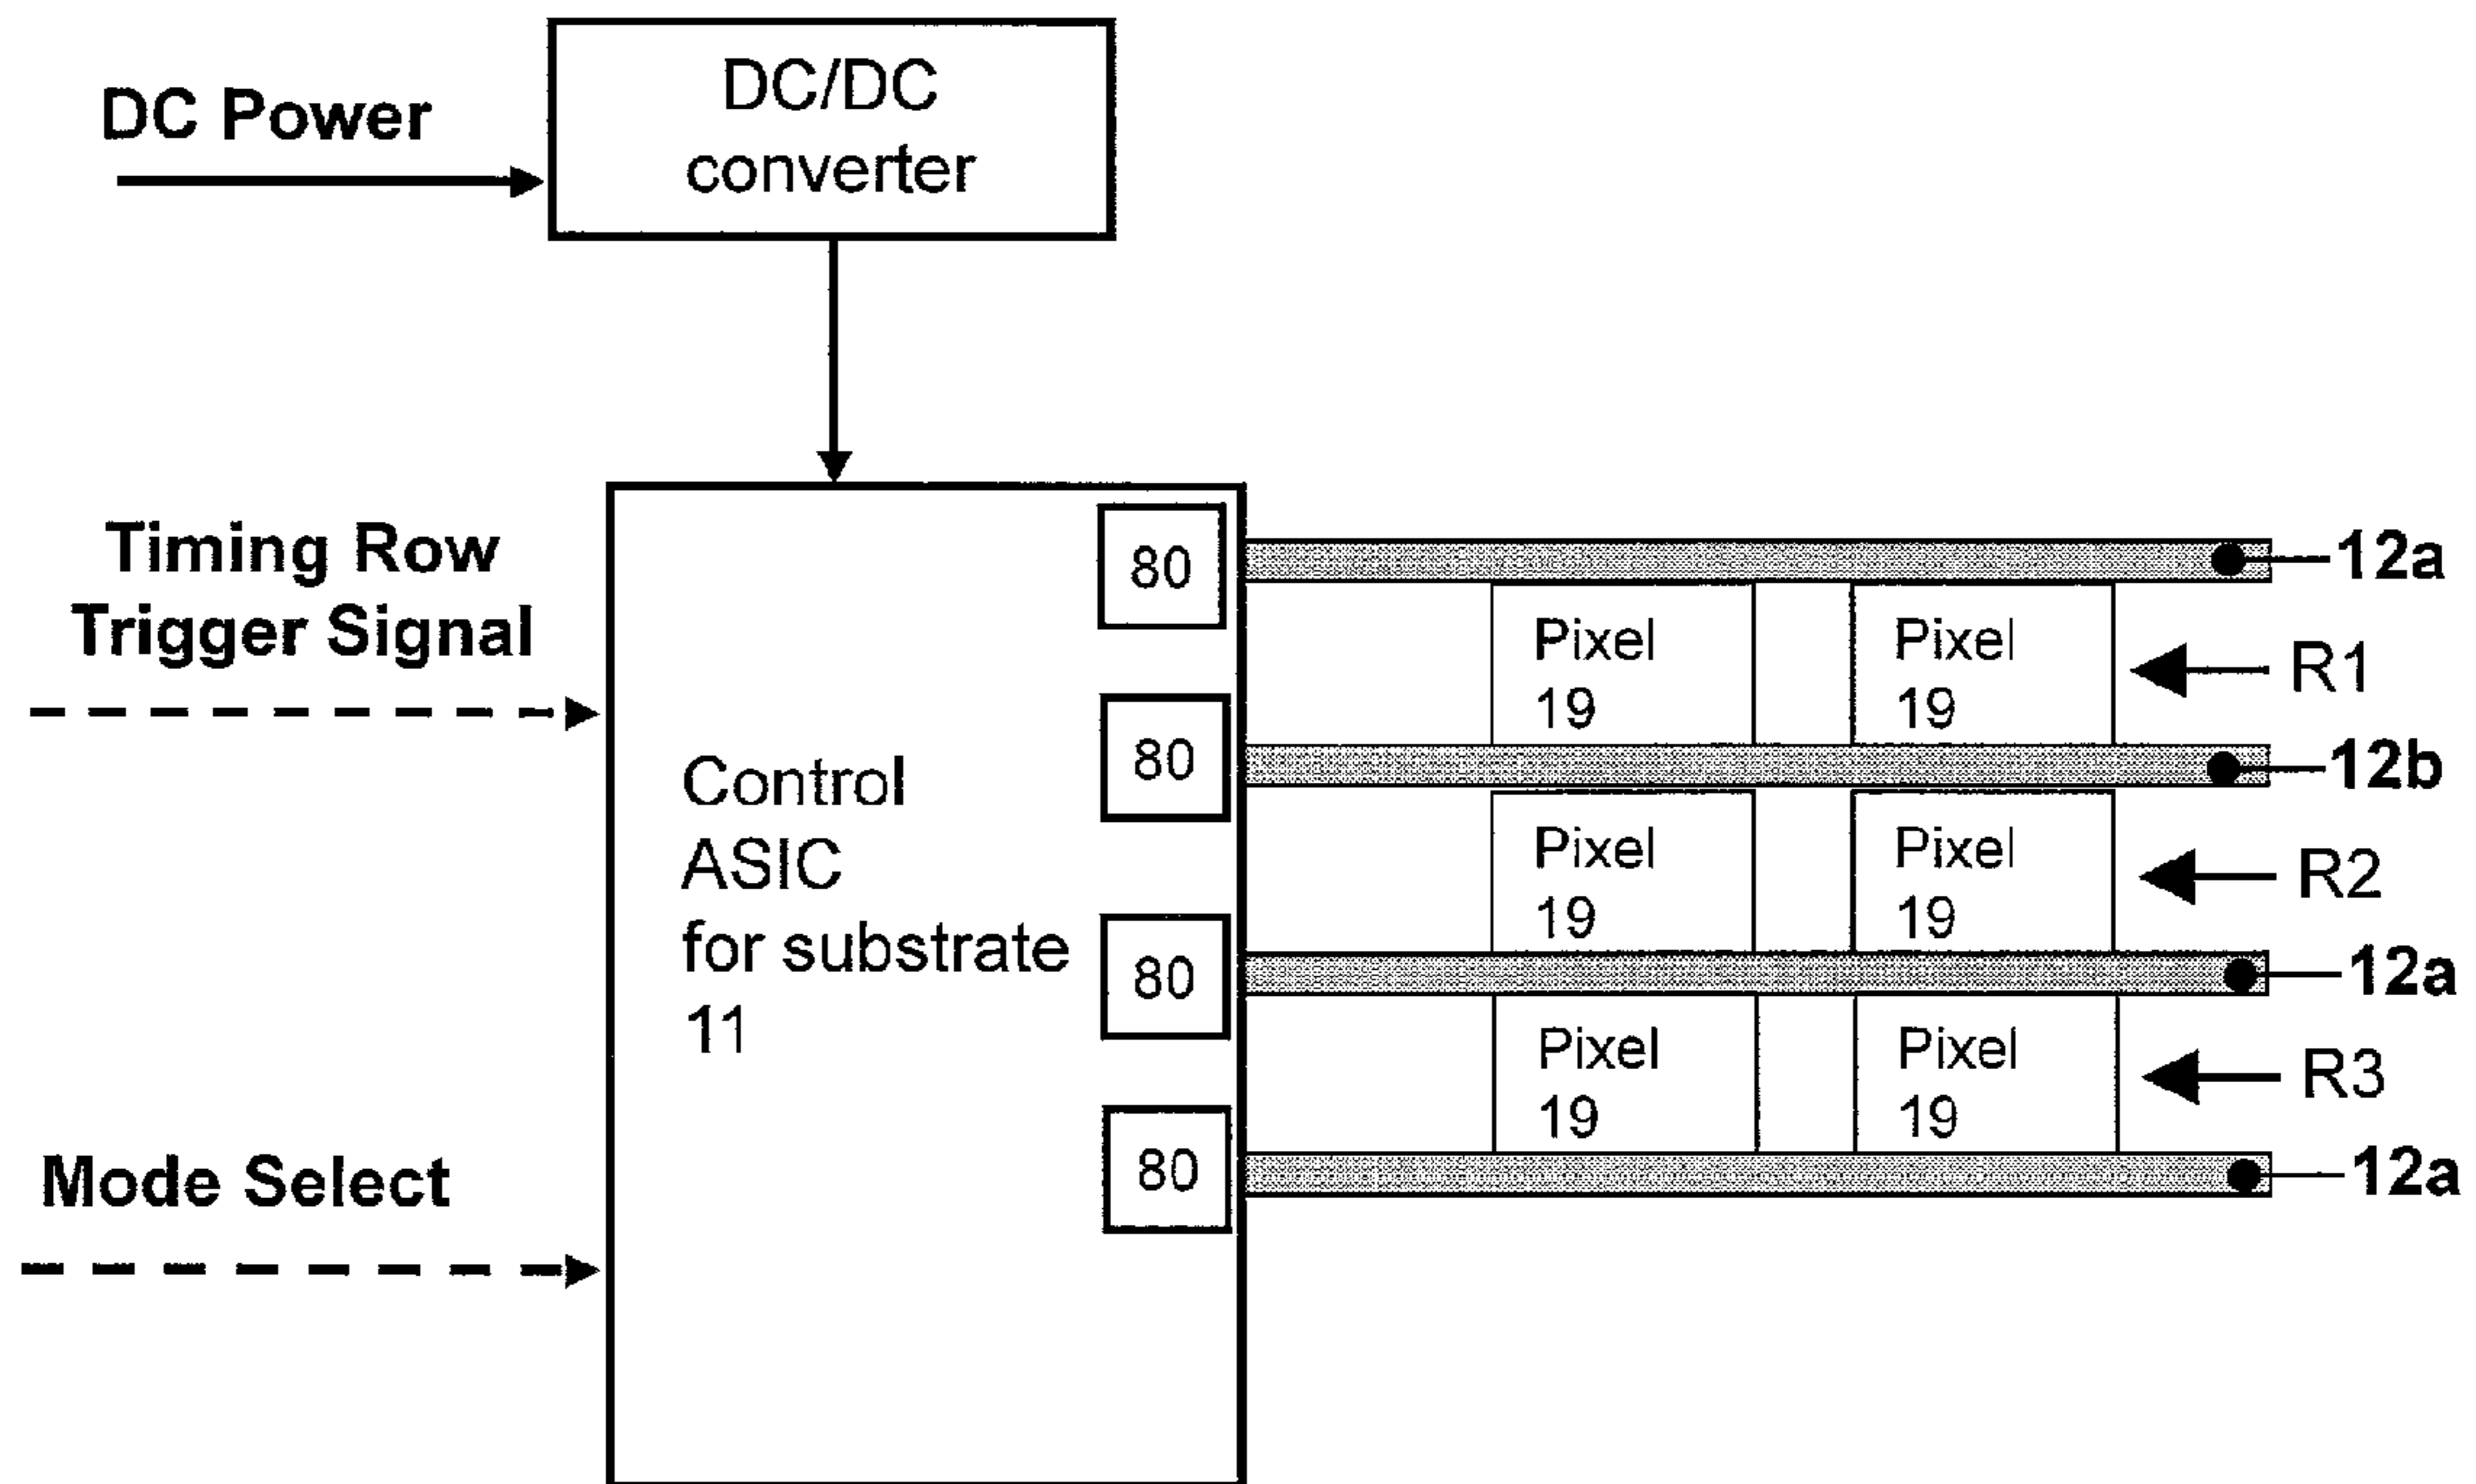 DC Power
DC/DC
converter
Timing Row
Trigger Signal
Mode Select
Control
ASIC
for substrate
11
80
80
80
80
12a
Pixel
19
Pixel
19
R1
12b
Pixel
19
Pixel
19
R2
12a
Pixel
19
Pixel
19
R3
12a